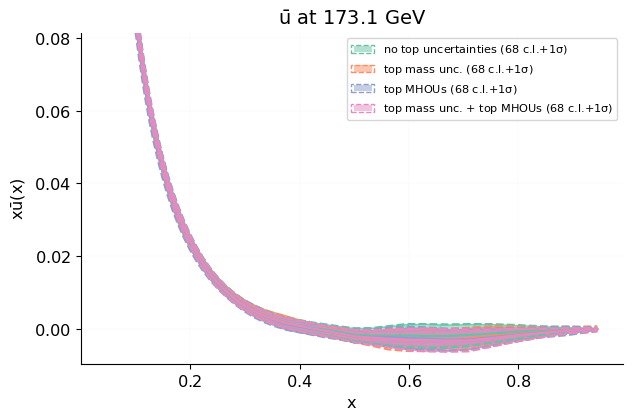 ū at 173.1 GeV
no top uncertainties (68 c.l.+1σ)
top mass unc. (68 c.l.+1σ)
top MHOUs (68 c.l.+1σ)
top mass unc. + top MHOUs (68 c.l.+1σ)
xū(x)
0.08
0.06
0.04
0.02
0.00
0.2
0.4
0.6
0.8
x